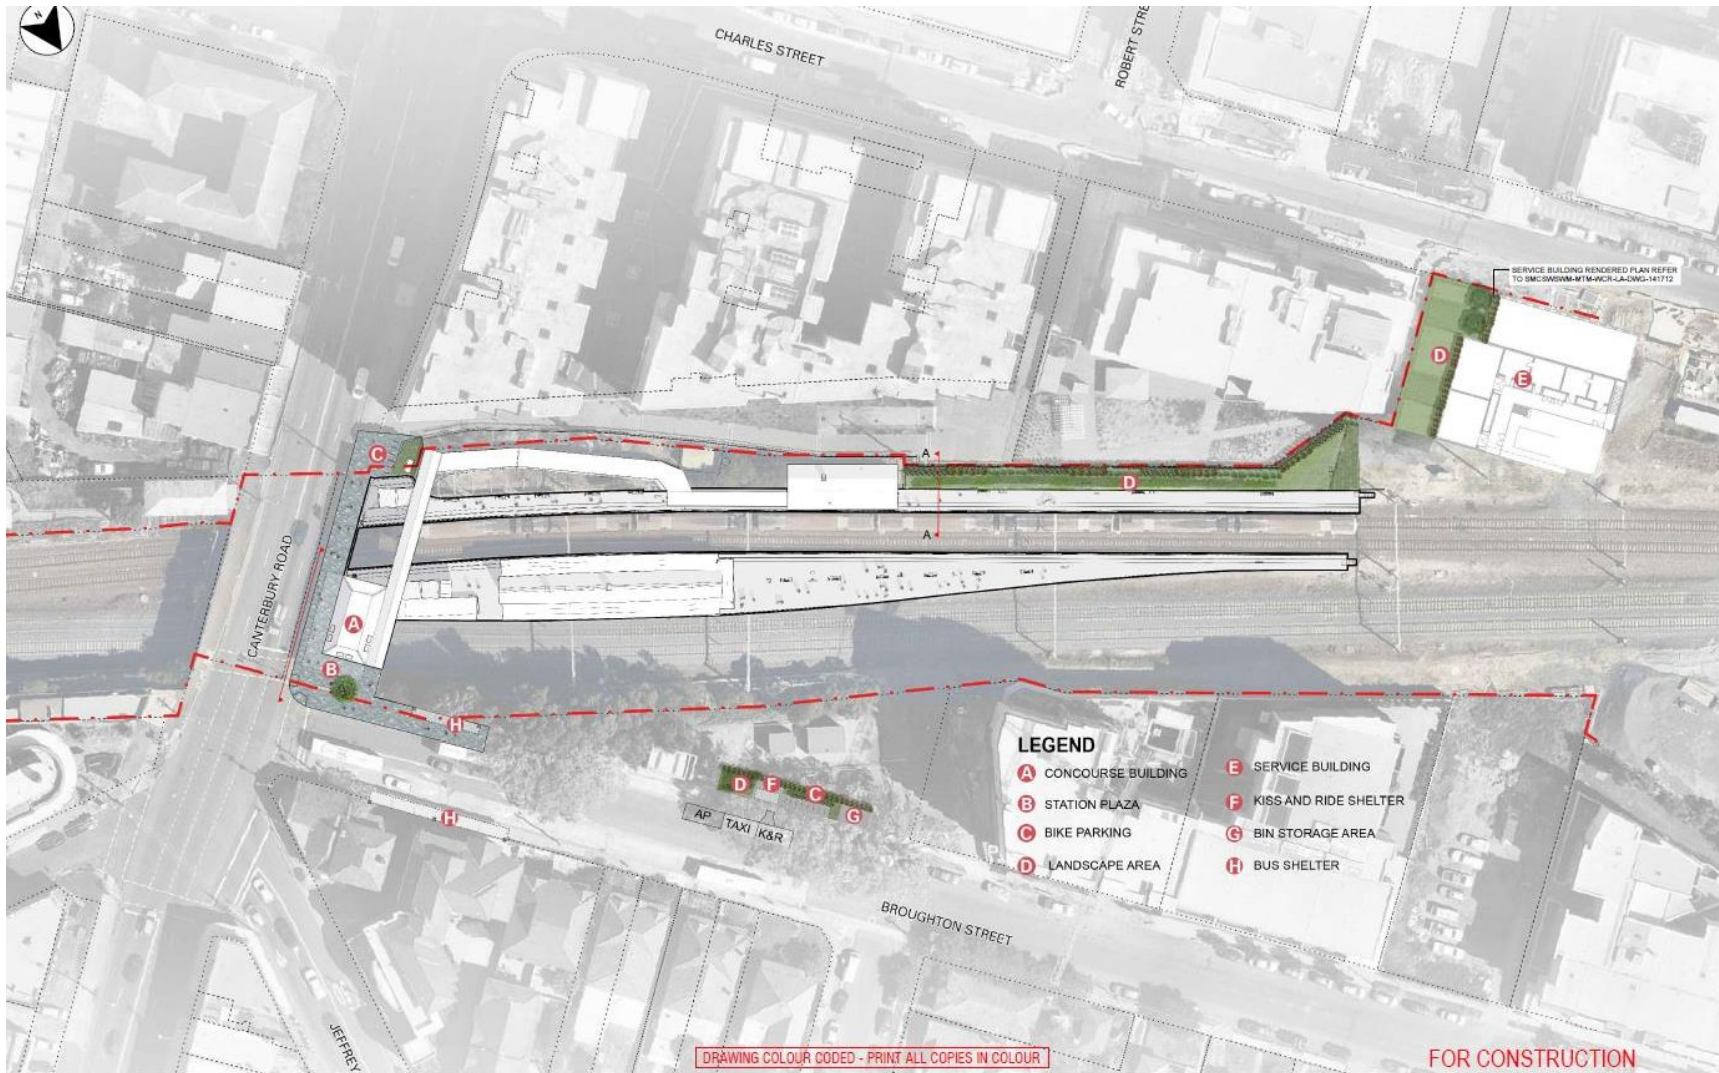 N
CHARLES STREET
ROBERT STRE
SERVICE BUILDING RENDERED PLAN REFER
TO SMCSWSWM-MTM-WCR-LA-DWG-141712
D
E
C
A
D
A
CANTERBURY ROAD
A
B
H
H
D
F
C
G
AP
TAXI
K&R
P
LEGEND
A CONCOURSE BUILDING
B STATION PLAZA
C BIKE PARKING
D LANDSCAPE AREA
E SERVICE BUILDING
F KISS AND RIDE SHELTER
G BIN STORAGE AREA
H BUS SHELTER
BROUGHTON STREET
JEFFREY
DRAWING COLOUR CODED - PRINT ALL COPIES IN COLOUR
FOR CONSTRUCTION